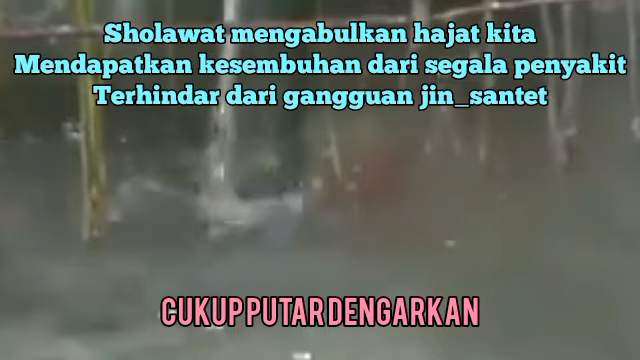 Sholawat mengabulkan hajat kita
Mendapatkan kesembuhan dari segala penyakit
Terhindar dari gangguan jin_santet
CUKUP PUTAR DENGARKAN